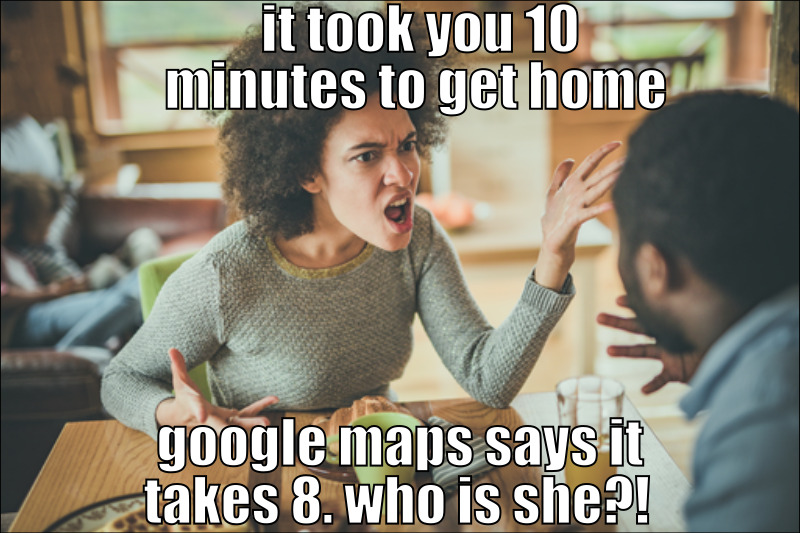 it took you 10
minutes to get home
google maps says it
takes 8. who is she?!